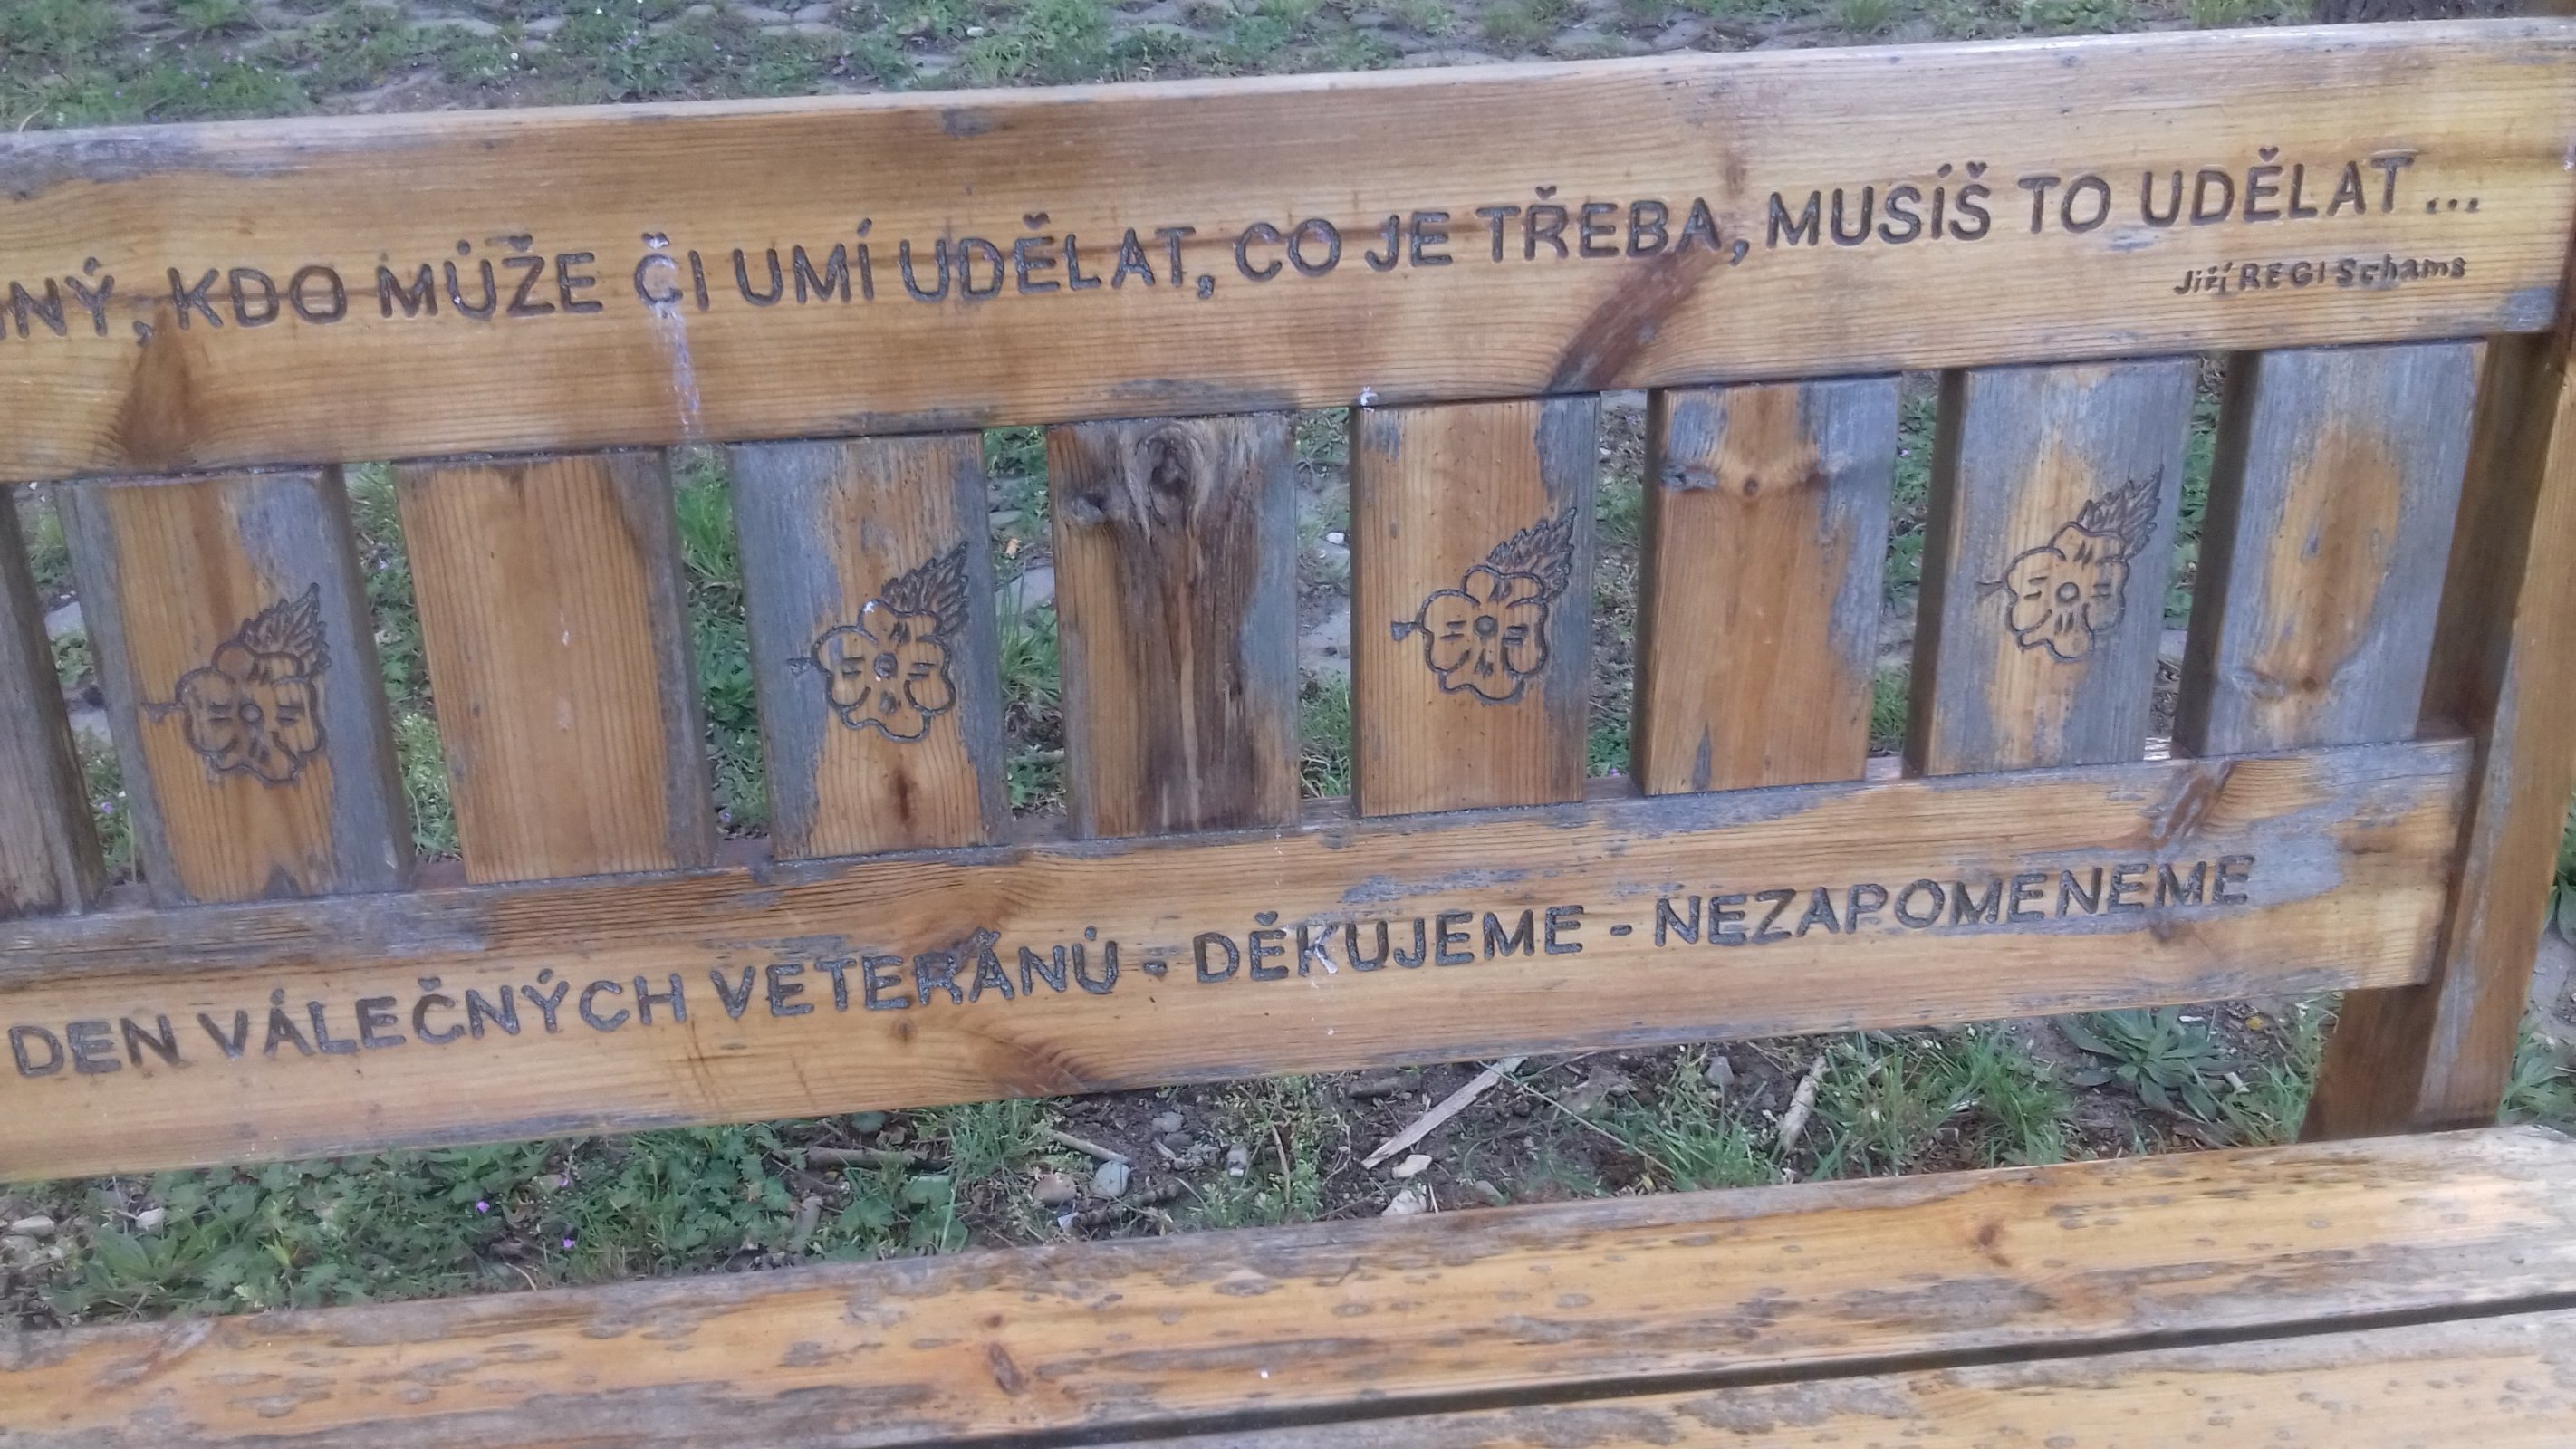 KDO MŮŽE ČI UMÍ UDĚLAT, CO JE TŘEBA, MUSÍŠ TO UDĚLAT...
Jiří REGI Schams
DEN VÁLEČNÝCH VETERÁNŮ - DĚKUJEME - NEZAPOMENEME